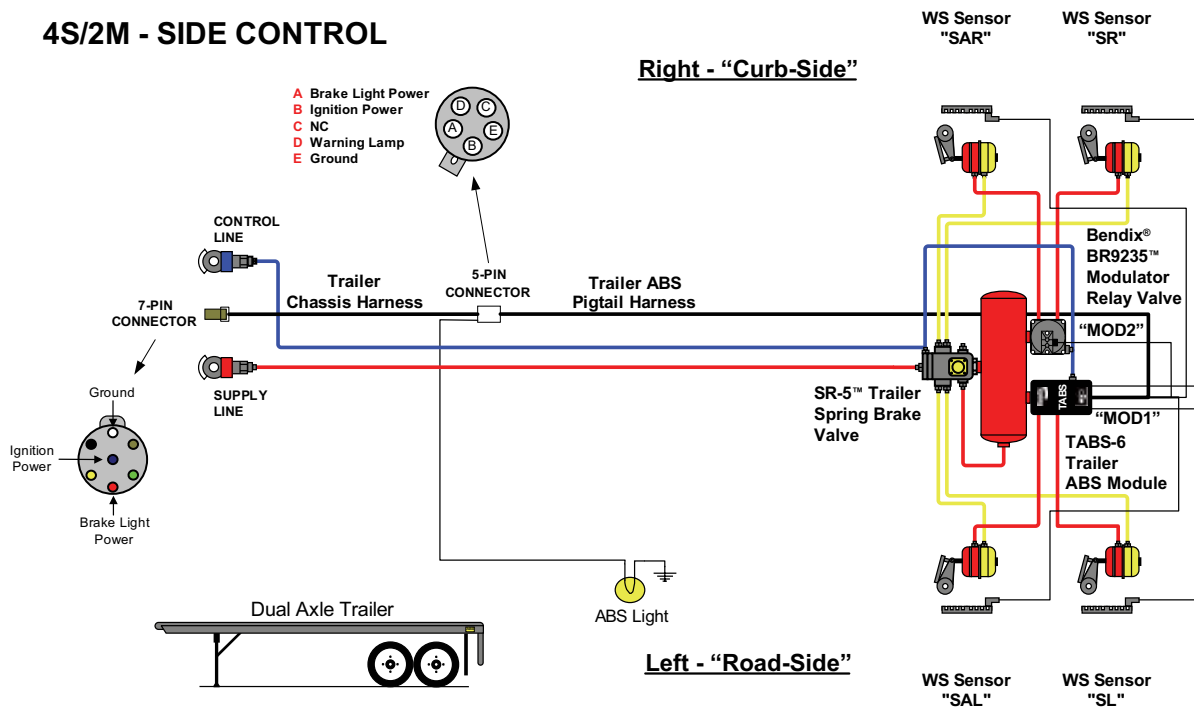 4S/2M - SIDE CONTROL
WS Sensor
"SAR"
WS Sensor
"SR"
Right - “Curb-Side”
A Brake Light Power
B Ignition Power
C NC
D Warning Lamp
E Ground
D
C
A
E
B
CONTROL
LINE
Trailer
Chassis Harness
5-PIN
CONNECTOR
Trailer ABS
Pigtail Harness
Bendix®
BR9235™
Modulator
Relay Valve
7-PIN
CONNECTOR
“MOD2”
SUPPLY
LINE
SR-5™ Trailer
Spring Brake
Valve
TABS
“MOD1”
TABS-6
Trailer
ABS Module
Ground
Ignition
Power
Brake Light
Power
ABS Light
Dual Axle Trailer
Left - “Road-Side”
WS Sensor
"SAL"
WS Sensor
"SL"